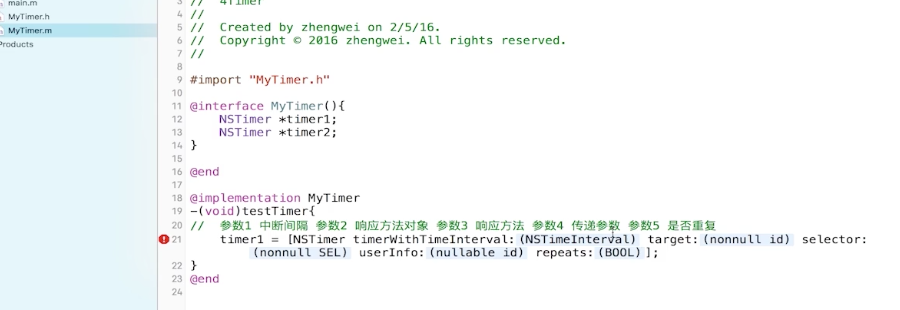 main.m
MyTimer.h
MyTimer.m
Products
3 // 4Timer
4 //
5 // Created by zhengwei on 2/5/16.
6 // Copyright © 2016 zhengwei. All rights reserved.
7 //
8
9 #import "MyTimer.h"
10
11 @interface MyTimer(){
12 NSTimer *timer1;
13 NSTimer *timer2;
14 }
15
16 @end
17
18 @implementation MyTimer
19 -(void)testTimer{
20 // 参数1 中断间隔 参数2 响应方法对象 参数3 响应方法 参数4 传递参数 参数5 是否重复
21 timer1 = [NSTimer timerWithTimeInterval:(NSTimeInterval) target:(nonnull id) selector:
(nonnull SEL) userInfo:(nullable id) repeats:(BOOL)];
22 }
23 @end
24